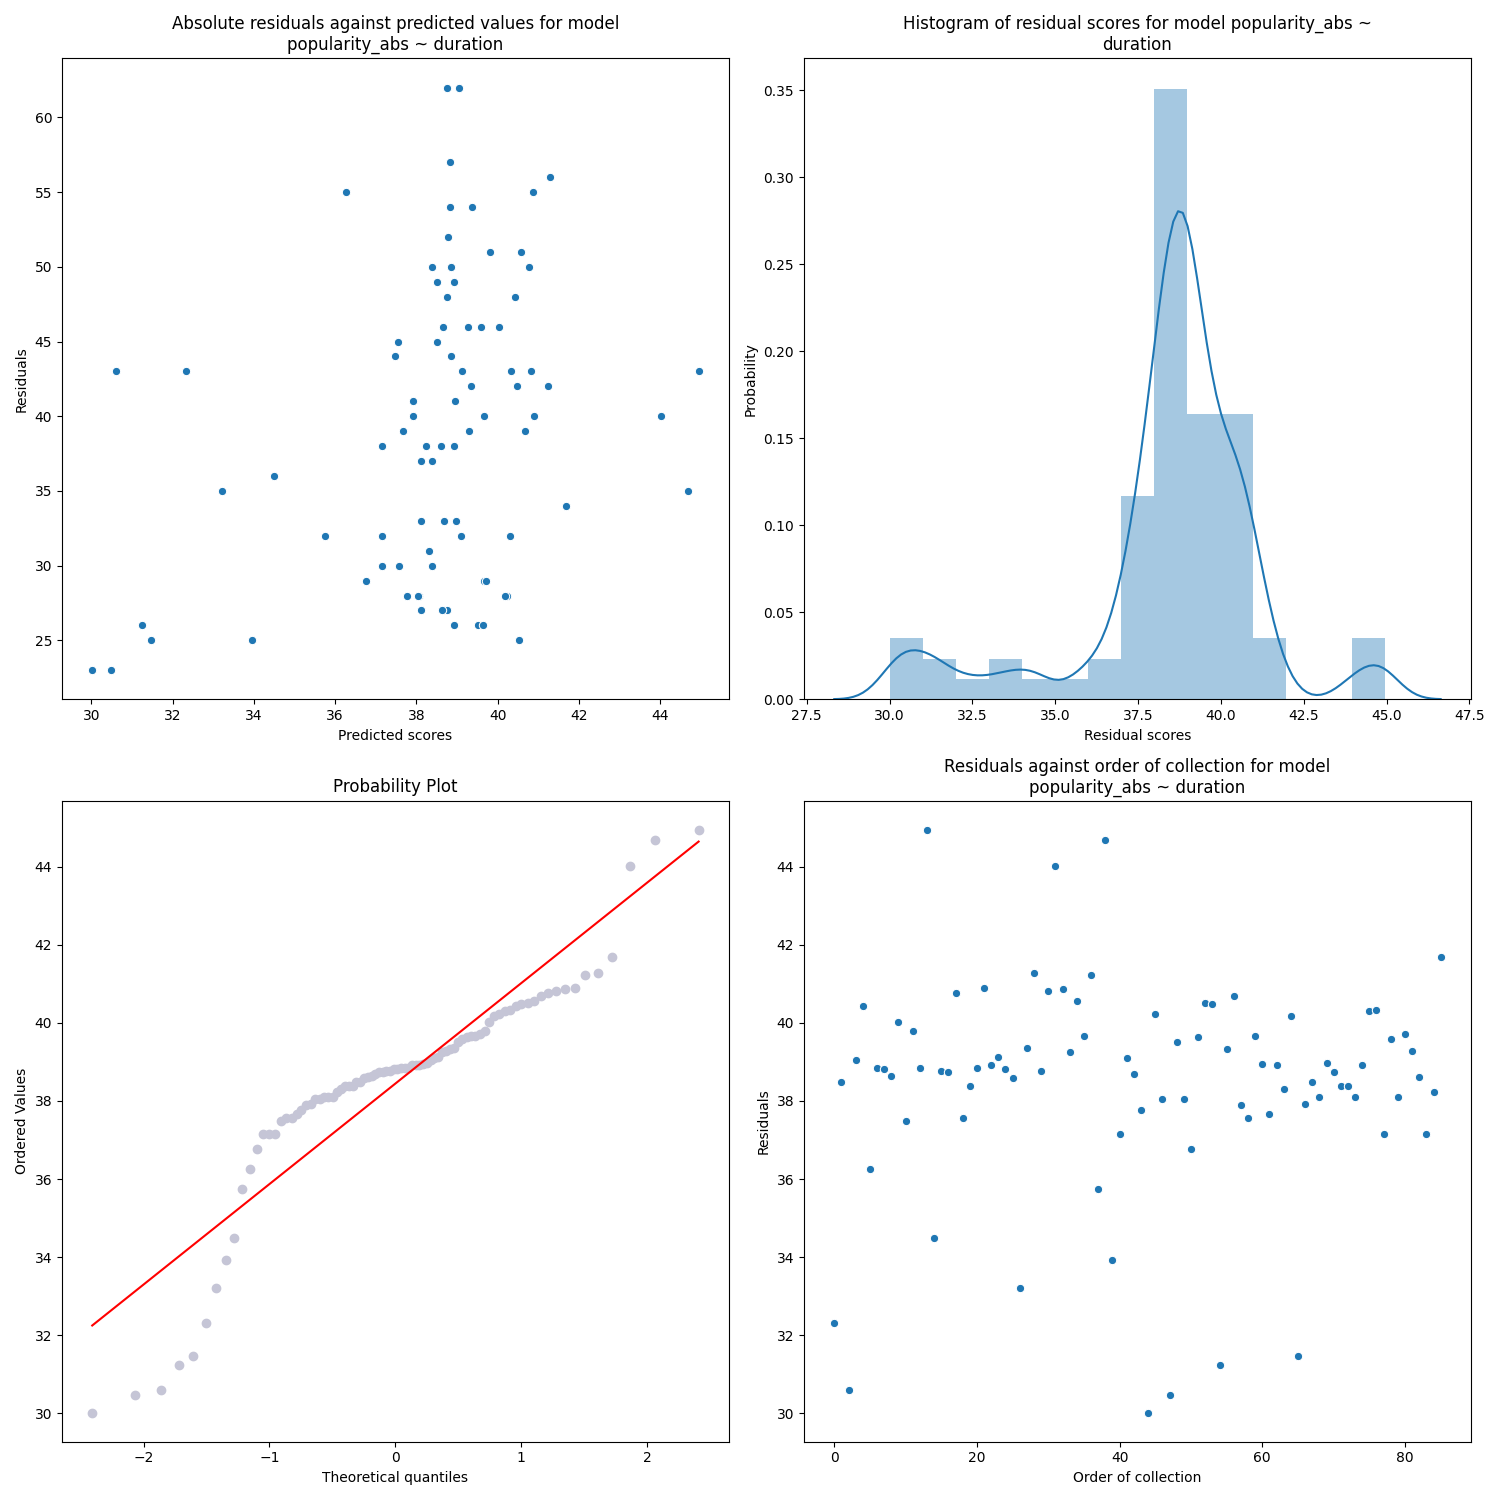 Absolute residuals against predicted values for model
popularity_abs ~ duration
60
55
50
45
40
35
30
25
Residuals
30 32 34 36 38 40 42 44
Predicted scores
Histogram of residual scores for model popularity_abs ~
duration
0.35
0.30
0.25
0.20
0.15
0.10
0.05
0.00
Probability
27.5 30.0 32.5 35.0 37.5 40.0 42.5 45.0 47.5
Residual scores
Probability Plot
44
42
40
38
36
34
32
30
Ordered Values
−2 −1 0 1 2
Theoretical quantiles
Residuals against order of collection for model
popularity_abs ~ duration
44
42
40
38
36
34
32
30
Residuals
0 20 40 60 80
Order of collection